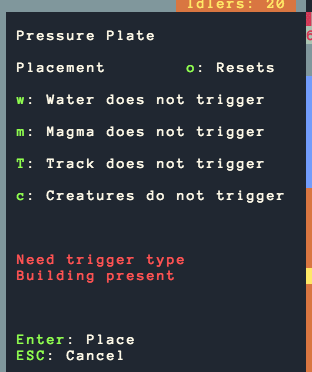 Idlers: 20
Pressure Plate
Placement o: Resets
w: Water does not trigger
m: Magma does not trigger
T: Track does not trigger
c: Creatures do not trigger
Need trigger type
Building present
Enter: Place
ESC: Cancel